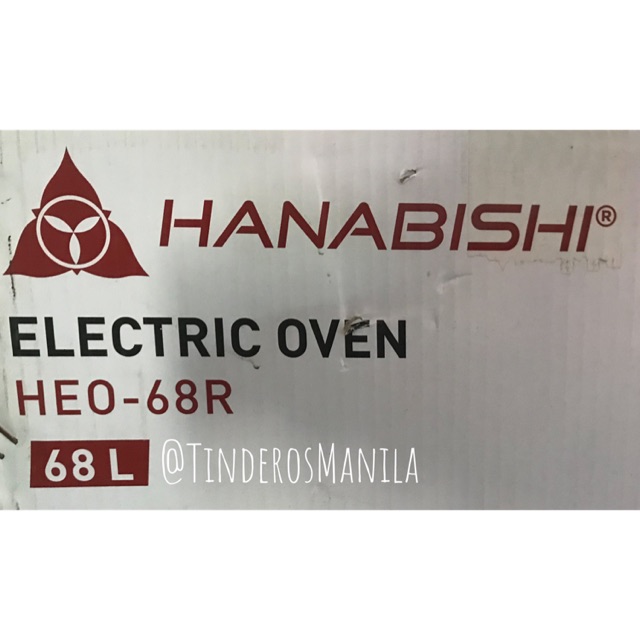 HANABISHI®
ELECTRIC OVEN
HEO-68R
68 L @TINDEROSMANILA